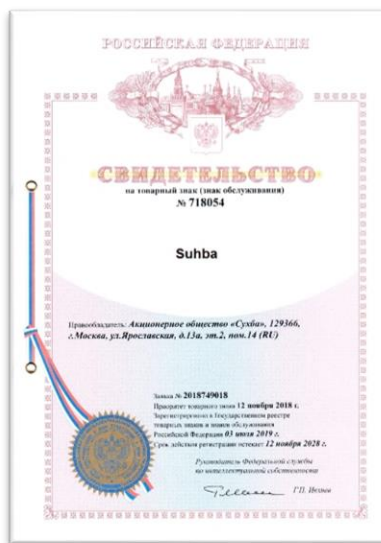 РОССИЙСКАЯ ФЕДЕРАЦИЯ
СВИДЕТЕЛЬСТВО
на товарный знак (знак обслуживания)
№ 718054
Suhba
Правообладатель: Акционерное общество «Сухба», 129366,
г.Москва, ул.Ярославская, д.13а, эт.2, пом.14 (RU)
Заявка № 2018749018
Приоритет товарного знака 12 ноября 2018 г.
Зарегистрировано в Государственном реестре
товарных знаков и знаков обслуживания
Российской Федерации 03 июля 2019 г.
Срок действия регистрации истекает 12 ноября 2028 г.
Руководитель Федеральной службы
по интеллектуальной собственности
Г.П. Ивлиев